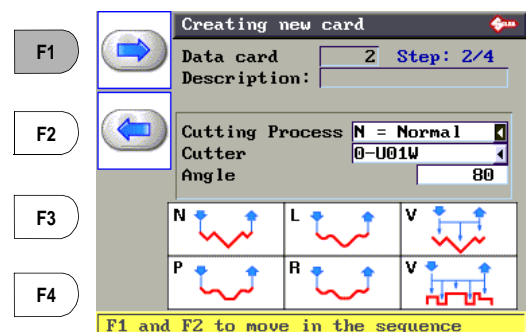 Creating new card
F1
Data card 2 Step: 2/4
Description:
F2
Cutting Process N = Normal
Cutter 0-U01W
Angle 80
F3
N L V
F4
P R V
F1 and F2 to move in the sequence